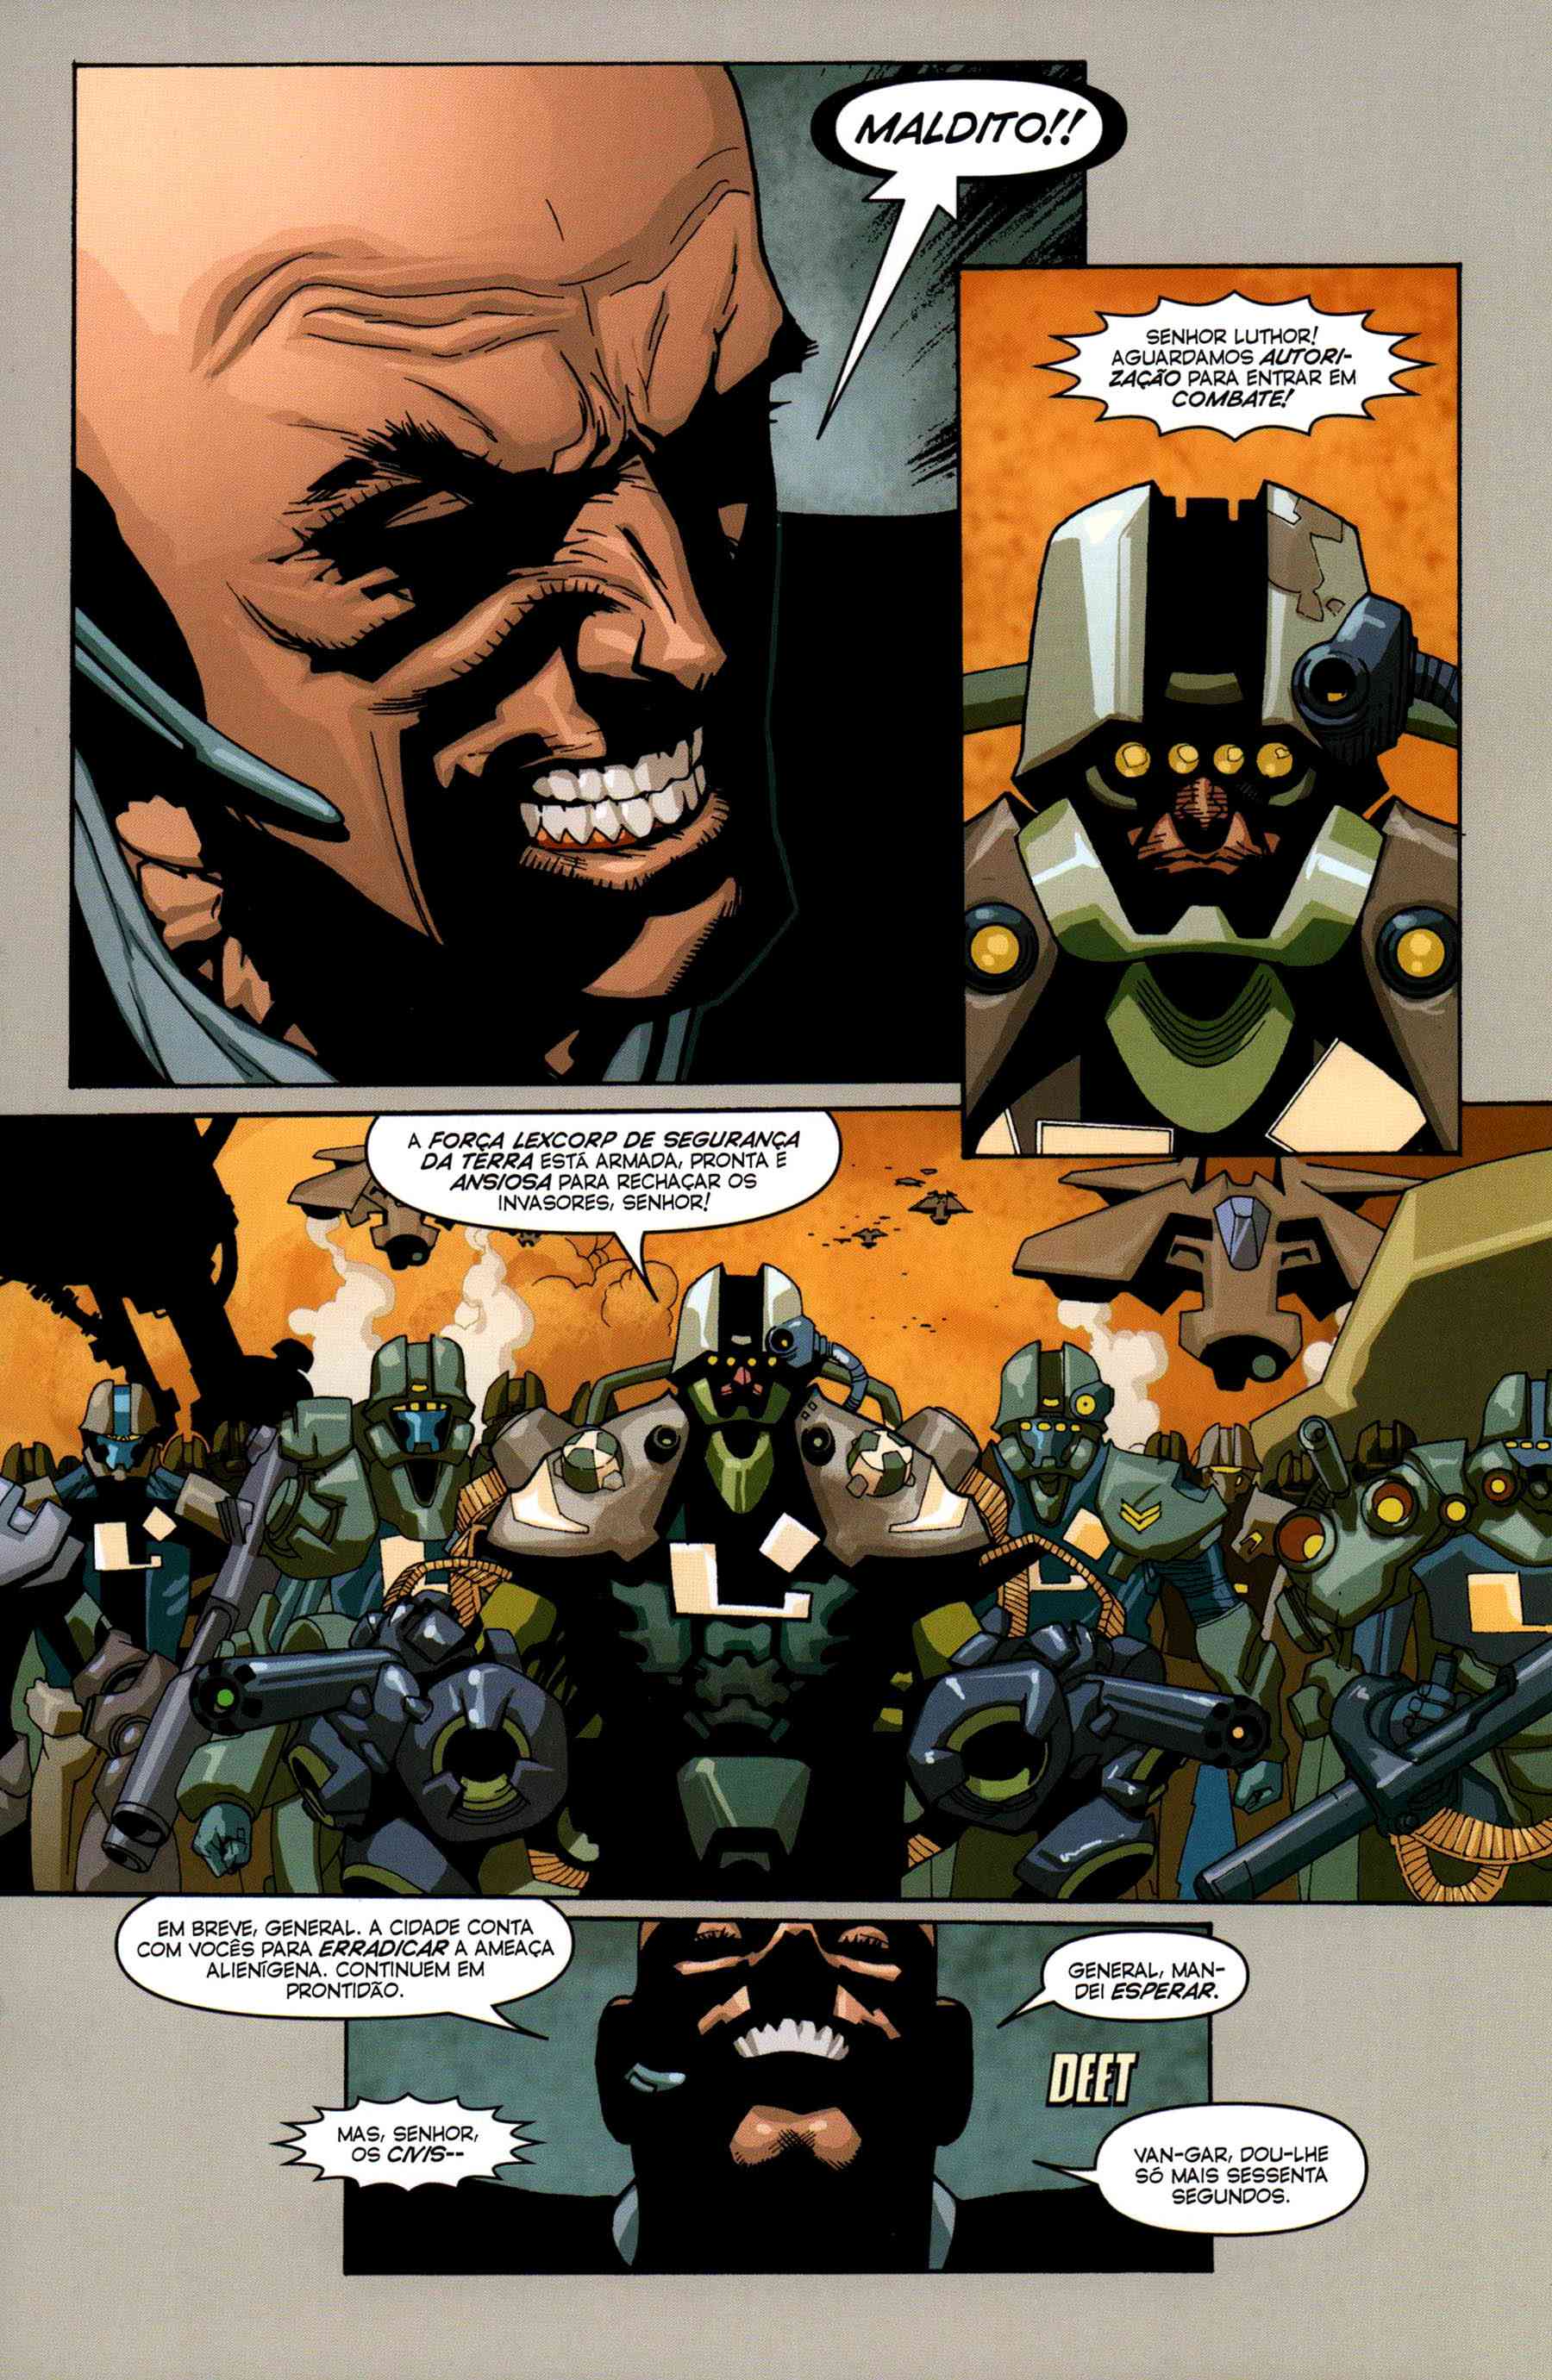 MALDITO!!
SENHOR LUTHOR!
AGUARDAMOS AUTORI-
ZAÇÃO PARA ENTRAR EM
COMBATE!
A FORÇA LEXCORP DE SEGURANÇA
DA TERRA ESTÁ ARMADA, PRONTA E
ANSIOSA PARA RECHAÇAR OS
INVASORES, SENHOR!
L
EM BREVE, GENERAL. A CIDADE CONTA
COM VOCÊS PARA ERRADICAR A AMEAÇA
ALIENÍGENA. CONTINUEM EM
PRONTIDÃO.
MAS, SENHOR,
OS CIVIS--
GENERAL, MAN-
DEI ESPERAR.
DEET
VAN-GAR, DOU-LHE
SÓ MAIS SESSENTA
SEGUNDOS.